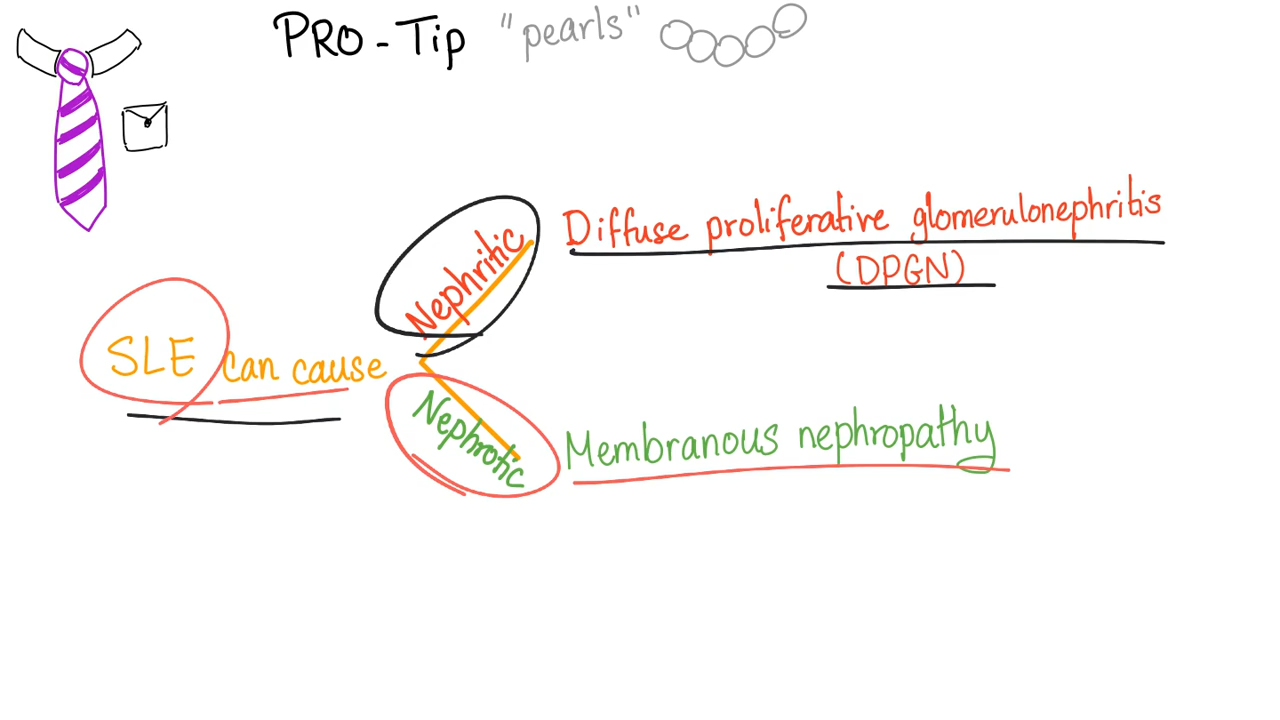 PRO-Tip "pearls"
Diffuse proliferative glomerulonephritis
(DPGN)
Nephritic
SLE can cause
Nephrotic
Membranous nephropathy